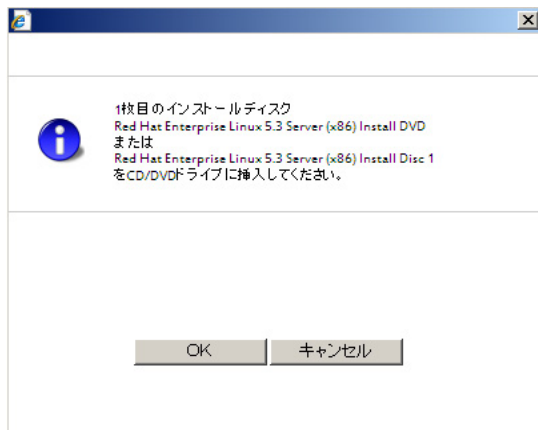 1枚目のインストールディスク
Red Hat Enterprise Linux 5.3 Server (x86) Install DVD
または
Red Hat Enterprise Linux 5.3 Server (x86) Install Disc 1
をCD/DVDドライブに挿入してください。
OK
キャンセル